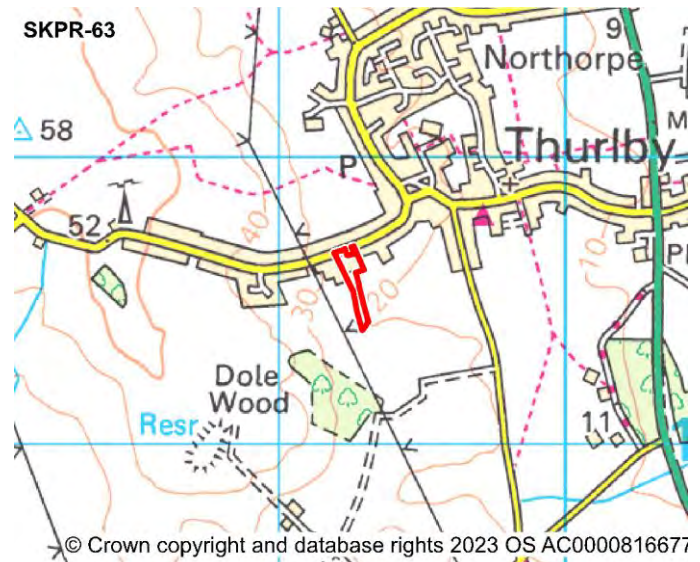 SKPR-63
9
Northorpe
58
M
Thurlby
P
52
40
10
Pl
30
20
Dole
Wood
Resr
11
1
© Crown copyright and database rights 2023 OS AC0000816677